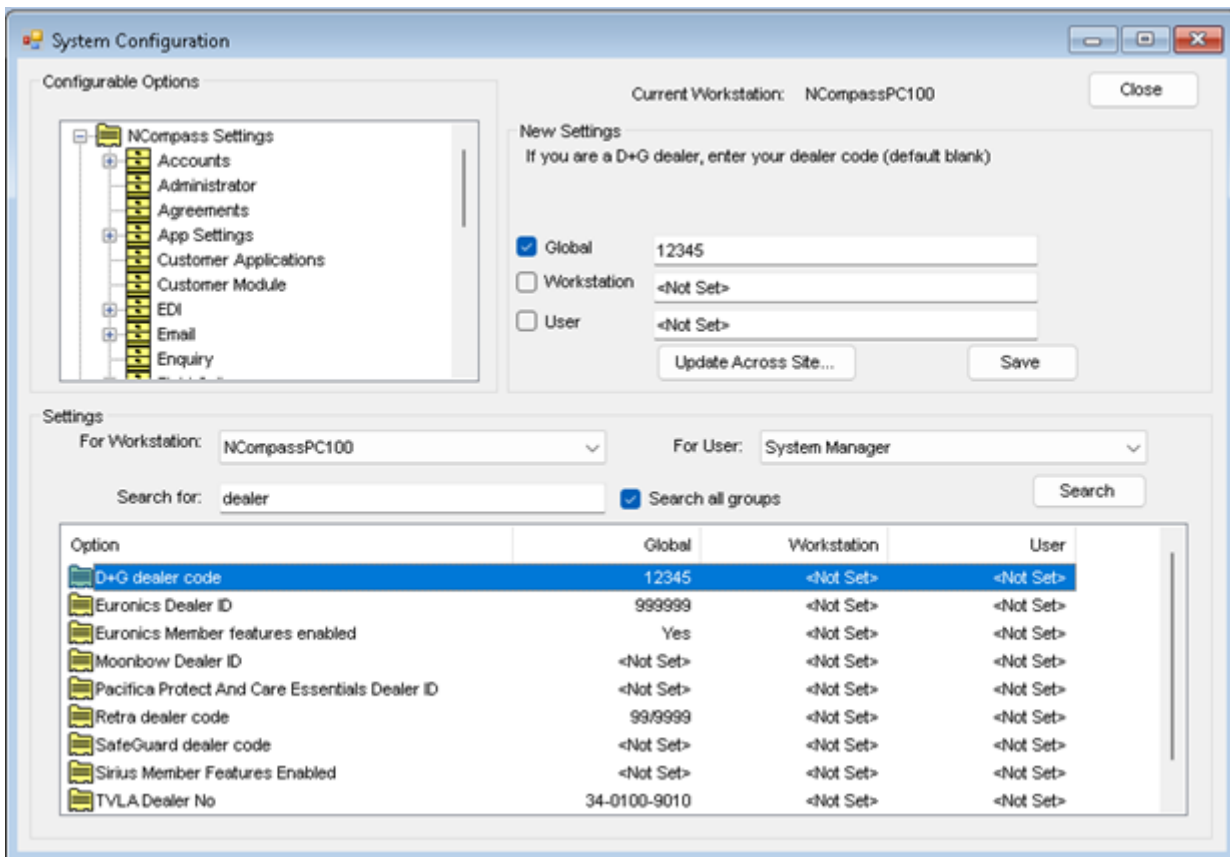 System Configuration
Configurable Options
NCompass Settings
Accounts
Administrator
Agreements
App Settings
Customer Applications
Customer Module
EDI
Email
Enquiry
Current Workstation: NCompassPC100
Close
New Settings
If you are a D+G dealer, enter your dealer code (default blank)
Global 12345
Workstation <Not Set>
User <Not Set>
Update Across Site... Save
Settings
For Workstation: NCompassPC100 For User: System Manager
Search for: dealer Search all groups Search
Option Global Workstation User
D+G dealer code 12345 <Not Set> <Not Set>
Euronics Dealer ID 999999 <Not Set> <Not Set>
Euronics Member features enabled Yes <Not Set> <Not Set>
Moonbow Dealer ID <Not Set> <Not Set> <Not Set>
Pacifica Protect And Care Essentials Dealer ID <Not Set> <Not Set> <Not Set>
Retra dealer code 99/9999 <Not Set> <Not Set>
SafeGuard dealer code <Not Set> <Not Set> <Not Set>
Sirius Member Features Enabled <Not Set> <Not Set> <Not Set>
TVLA Dealer No 34-0100-9010 <Not Set> <Not Set>